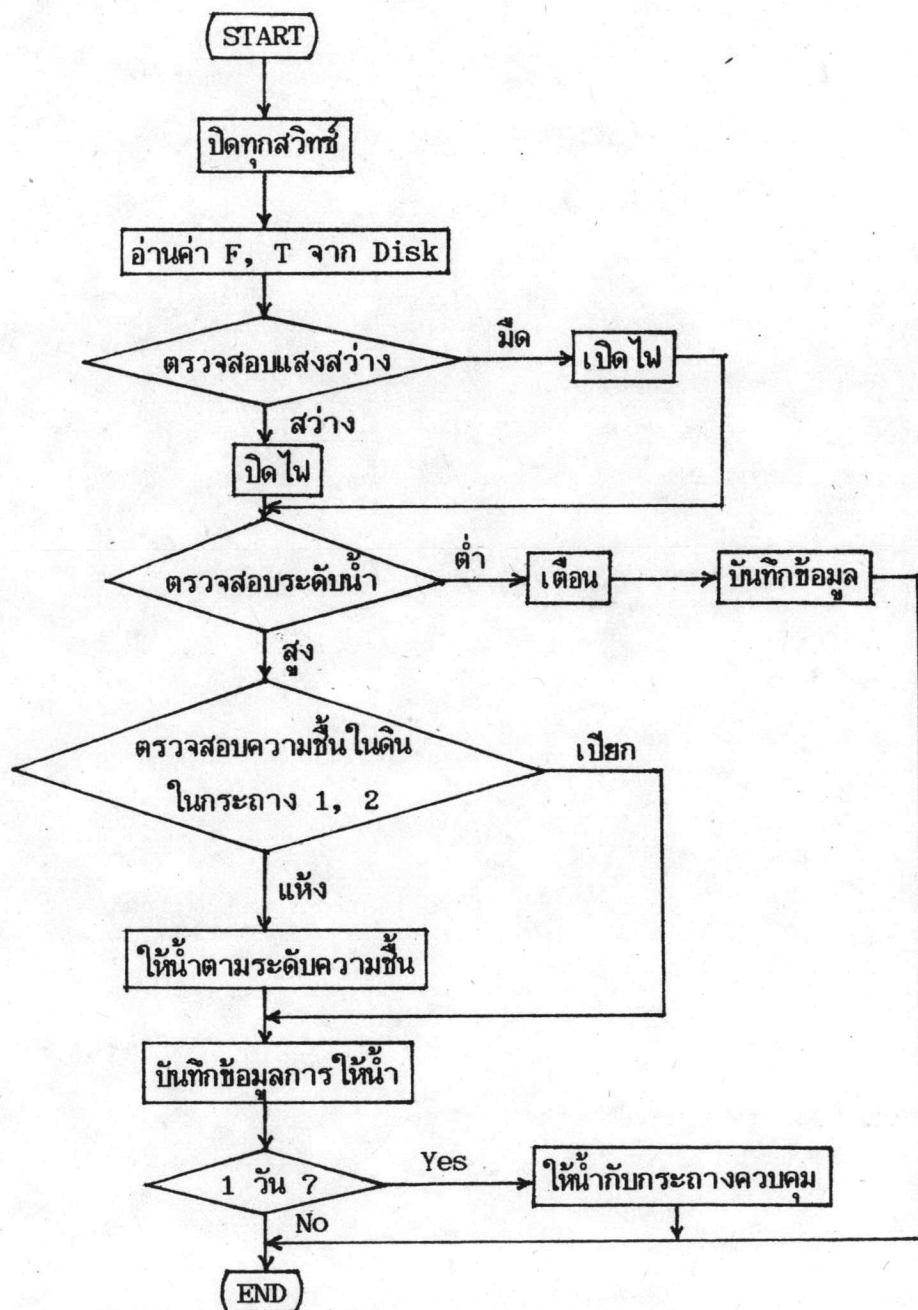 START
ปิดทุกสวิทช์
อ่านค่า F, T จาก Disk
ตรวจสอบแสงสว่าง
มืด
เปิดไฟ
สว่าง
ปิดไฟ
ตรวจสอบระดับน้ำ
ต่ำ
เตือน
บันทึกข้อมูล
สูง
ตรวจสอบความชื้นในดิน
ในกระถาง 1, 2
เปียก
แห้ง
ให้น้ำตามระดับความชื้น
บันทึกข้อมูลการให้น้ำ
1 วัน ?
Yes
ให้น้ำกับกระถางควบคุม
No
END